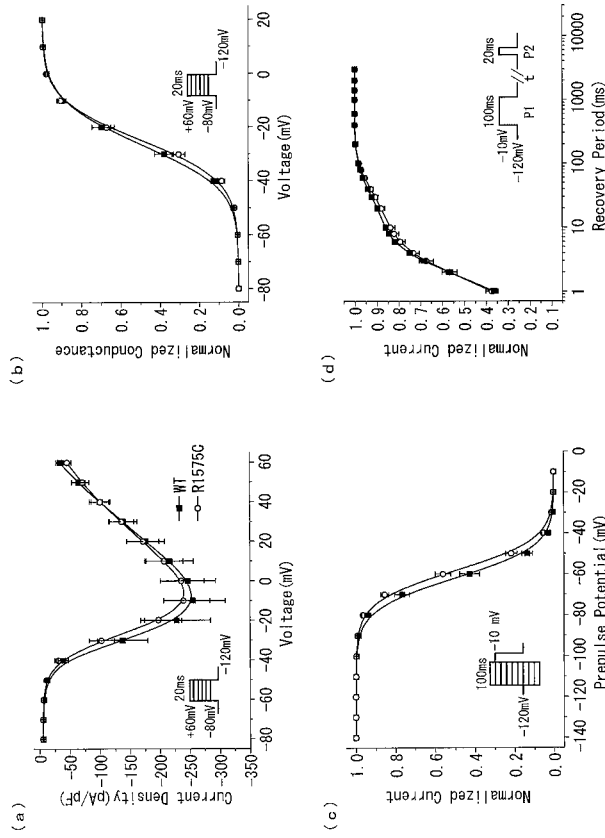 (a)
0
-50
-100
-150
-200
-250
-300
-350
Current Density(pA/pF)
-80 -60 -40 -20 0 20 40 60
Voltage(mV)
WT
R1575C
20ms
+60mV
-80mV
-120mV
(b)
1.0
0.8
0.6
0.4
0.2
0.0
Normalized Conductance
-80 -60 -40 -20 0 20
Voltage(mV)
20ms
+60mV
-80mV
-120mV
(c)
1.0
0.8
0.6
0.4
0.2
0.0
Normalized Current
-140 -120 -100 -80 -60 -40 -20 0
Prepulse Potential(mV)
100ms
-10 mV
-120mV
(d)
1.0
0.9
0.8
0.7
0.6
0.5
0.4
0.3
0.2
0.1
Normalized Current
1 10 100 1000 10000
Recovery Period(ms)
100ms
20ms
-10mV
-120mV
P1 t P2